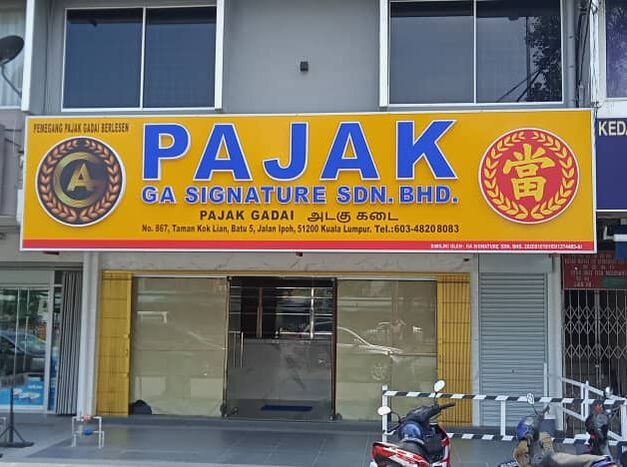 PEMEGANG PAJAK GADAI BERLESEN
PAJAK
CA
GA SIGNATURE SDN. BHD.
當
PAJAK GADAI அடகு கடை
No. 867, Taman Kok Lian, Batu 5, Jalan Ipoh, 51200 Kuala Lumpur. Tel.:603-48208083
KEDA